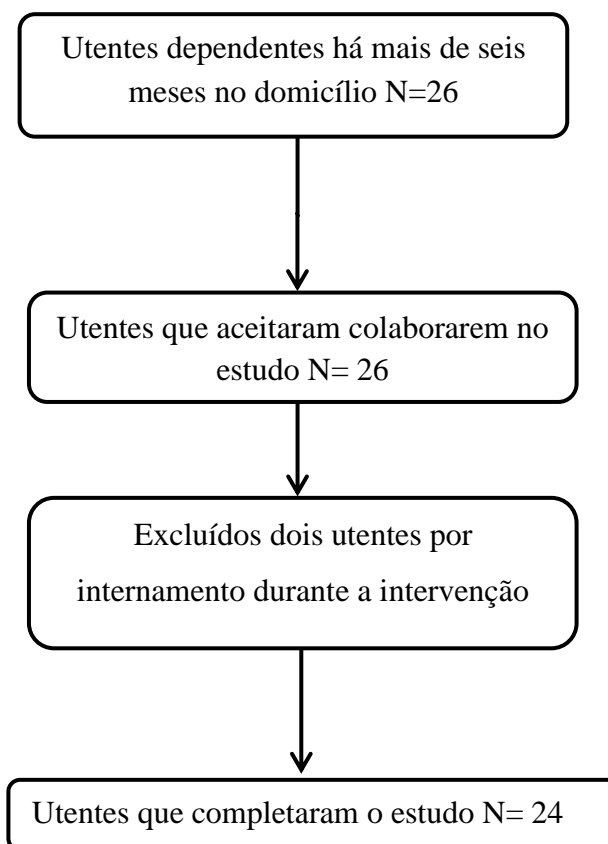 Utentes dependentes há mais de seis
meses no domicílio N=26
Utentes que aceitaram colaborarem no
estudo N= 26
Excluídos dois utentes por
internamento durante a intervenção
Utentes que completaram o estudo N= 24